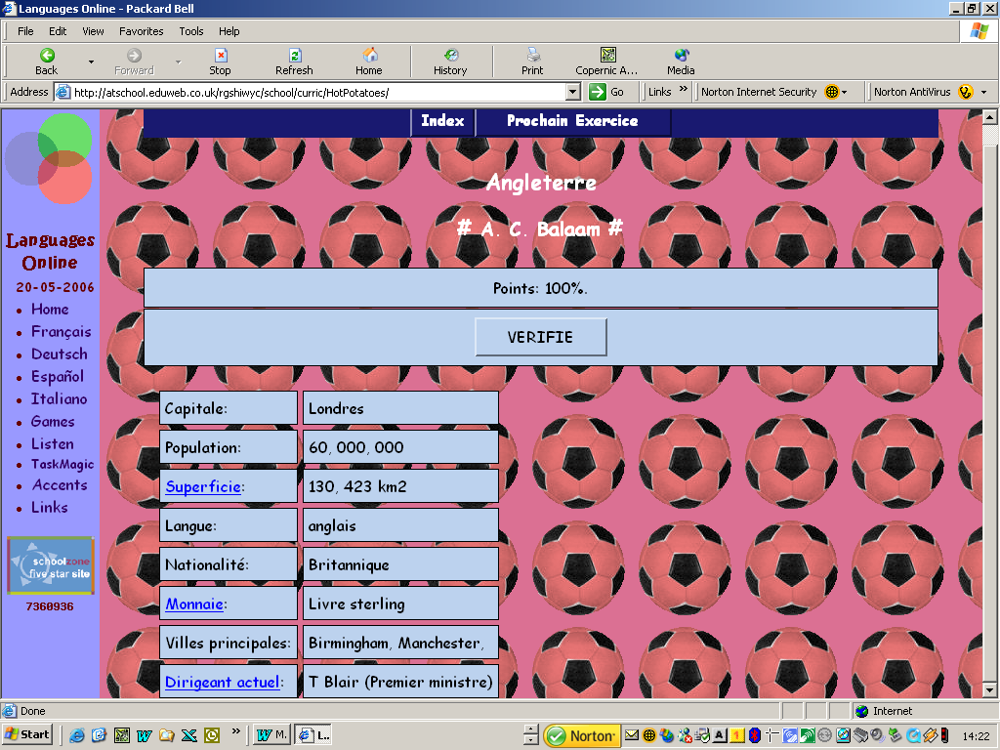 Languages Online - Packard Bell
File Edit View Favorites Tools Help
Back Forward Stop Refresh Home History Print Copernic A... Media
Address http://atschool.eduweb.co.uk/rgshiwyc/school/curric/HotPotatoes/ Go Links » Norton Internet Security Norton AntiVirus
Index Prochain Exercice
Angleterre
# A. C. Balaam #
Languages
Online
20-05-2006
Home
Français
Deutsch
Español
Italiano
Games
Listen
TaskMagic
Accents
Links
schoolzone
five star site
7360936
Points: 100%.
VERIFIE
Capitale: Londres
Population: 60, 000, 000
Superficie: 130, 423 km2
Langue: anglais
Nationalité: Britannique
Monnaie: Livre sterling
Villes principales: Birmingham, Manchester,
Dirigeant actuel: T Blair (Premier ministre)
Done Internet
Start » M. L.. Norton 14:22